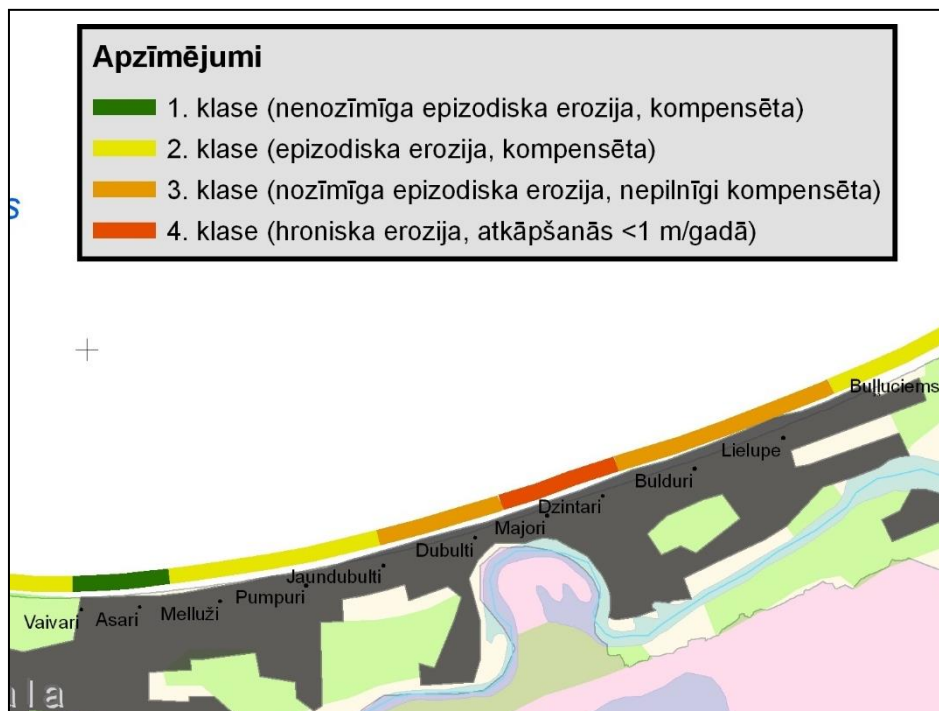 Apzīmējumi
1. klase (nenozīmīga epizodiska erozija, kompensēta)
2. klase (epizodiska erozija, kompensēta)
3. klase (nozīmīga epizodiska erozija, nepilnīgi kompensēta)
4. klase (hroniska erozija, atkāpšanās <1 m/gadā)
s
Buļļuciems
Lielupe
Bulduri
Dzintari
Majori
Dubulti
Jaundubulti
Pumpuri
Melluži
Asari
Vaivari
ala